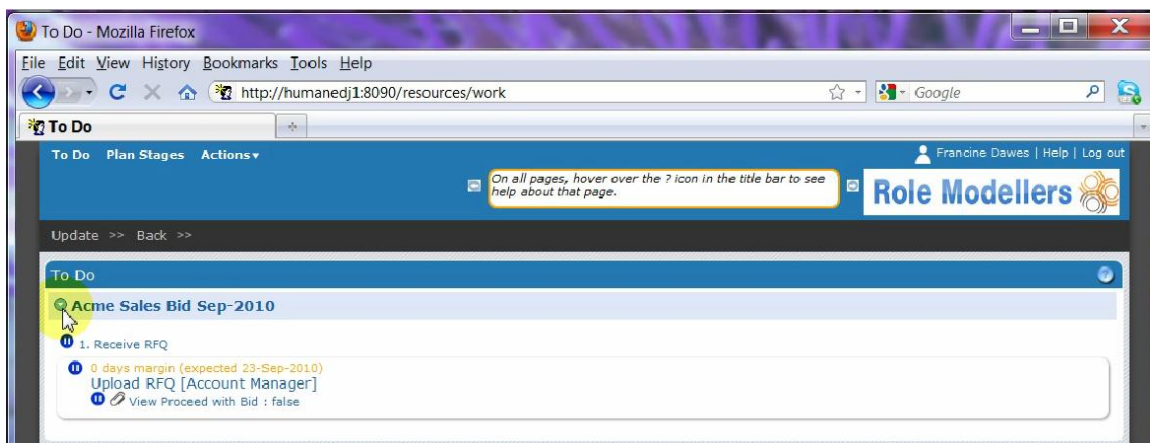 To Do - Mozilla Firefox
File Edit View History Bookmarks Tools Help
http://humanedj1:8090/resources/work
Google
To Do
To Do Plan Stages Actions
Francine Dawes | Help | Log out
On all pages, hover over the ? icon in the title bar to see
help about that page.
Role Modellers
Update >> Back >>
To Do
Acme Sales Bid Sep-2010
1. Receive RFQ
0 days margin (expected 23-Sep-2010)
Upload RFQ [Account Manager]
View Proceed with Bid : false